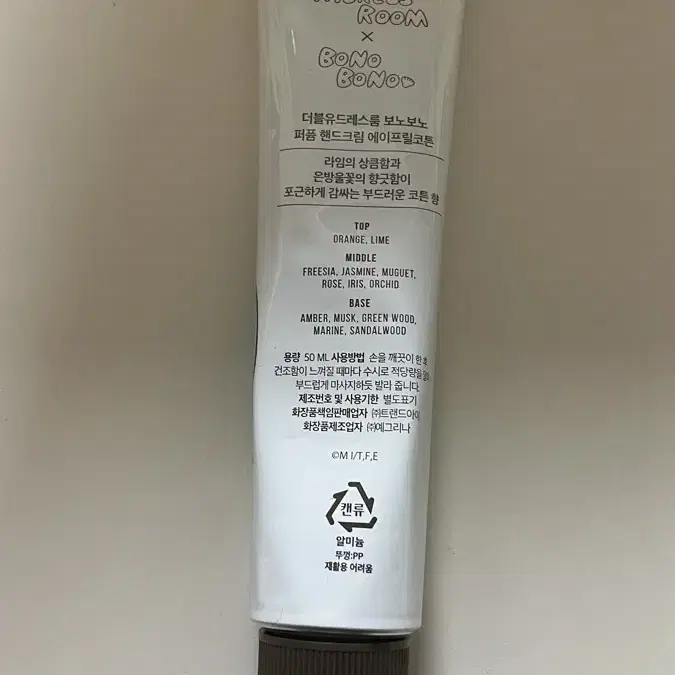 ROOM
×
BONO
BONO
더블유드레스룸 보노보노
퍼퓸 핸드크림 에이프릴코튼
라임의 상큼함과
은방울꽃의 향긋함이
포근하게 감싸는 부드러운 코튼 향
TOP
ORANGE, LIME
MIDDLE
FREESIA, JASMINE, MUGUET,
ROSE, IRIS, ORCHID
BASE
AMBER, MUSK, GREEN WOOD,
MARINE, SANDALWOOD
용량 50 ML 사용방법 손을 깨끗이 한 후
건조함이 느껴질 때마다 수시로 적당량을
부드럽게 마사지하듯 발라 줍니다.
제조번호 및 사용기한 별도표기
화장품책임판매업자 ㈜트랜드아이
화장품제조업자 ㈜예그리나
©M I/T,F,E
캔류
알미늄
뚜껑:PP
재활용 어려움